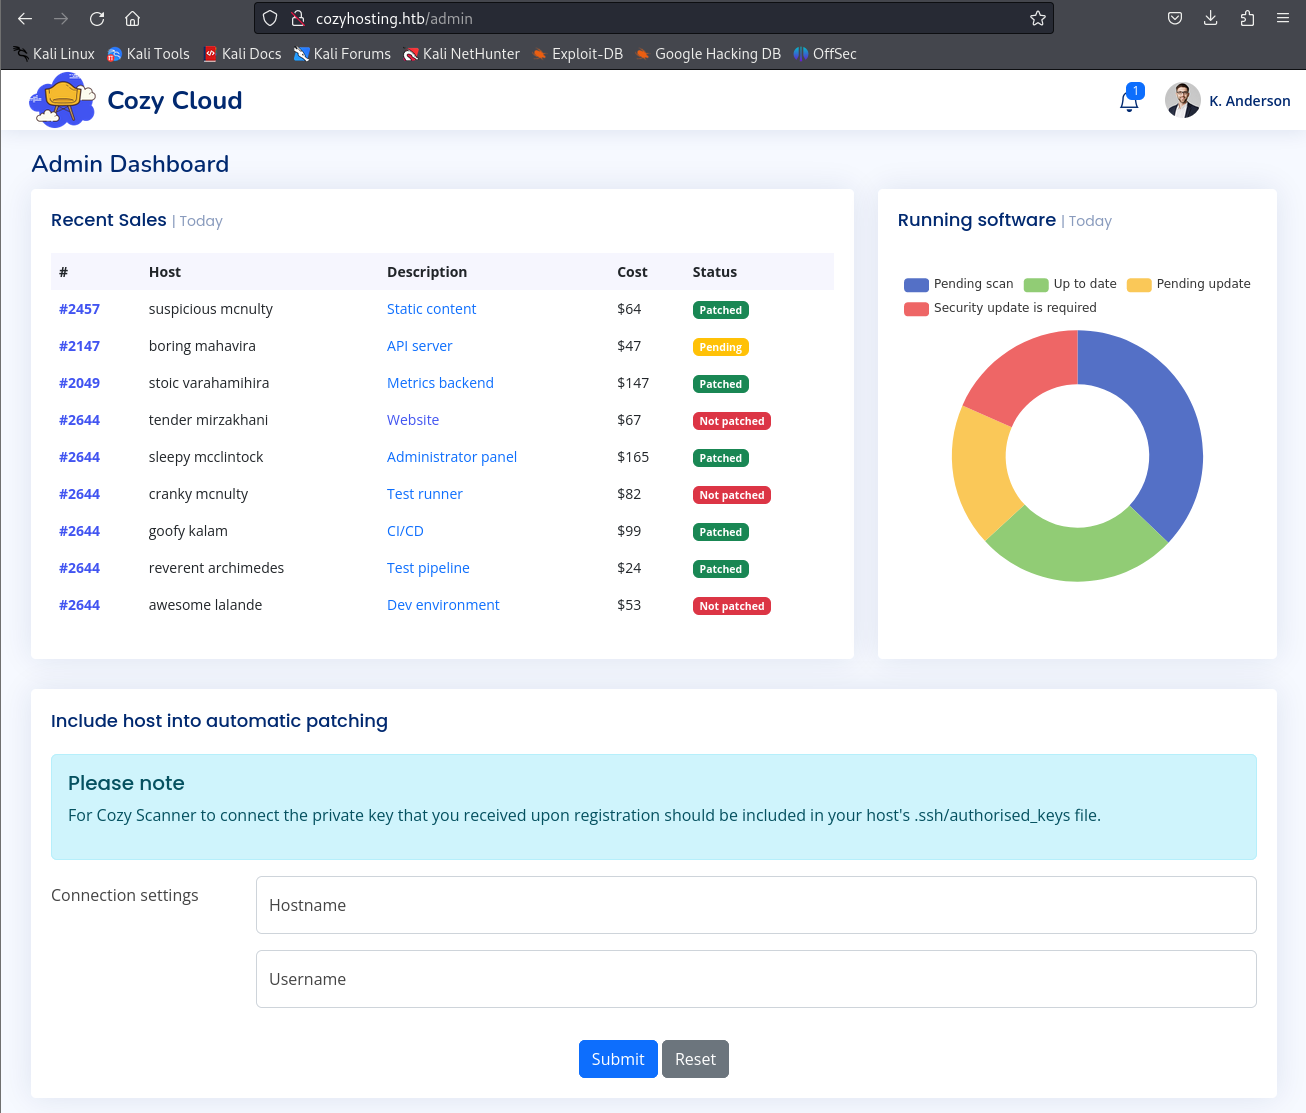 cozyhosting.htb/admin
Kali Linux Kali Tools Kali Docs Kali Forums Kali NetHunter Exploit-DB Google Hacking DB OffSec
Cozy Cloud
1
K. Anderson
Admin Dashboard
Recent Sales | Today
# Host Description Cost Status
#2457 suspicious mcnulty Static content $64 Patched
#2147 boring mahavira API server $47 Pending
#2049 stoic varahamihira Metrics backend $147 Patched
#2644 tender mirzakhani Website $67 Not patched
#2644 sleepy mcclintock Administrator panel $165 Patched
#2644 cranky mcnulty Test runner $82 Not patched
#2644 goofy kalam CI/CD $99 Patched
#2644 reverent archimedes Test pipeline $24 Patched
#2644 awesome lalande Dev environment $53 Not patched
Running software | Today
Pending scan Up to date Pending update
Security update is required
Include host into automatic patching
Please note
For Cozy Scanner to connect the private key that you received upon registration should be included in your host's .ssh/authorised_keys file.
Connection settings
Hostname
Username
Submit Reset